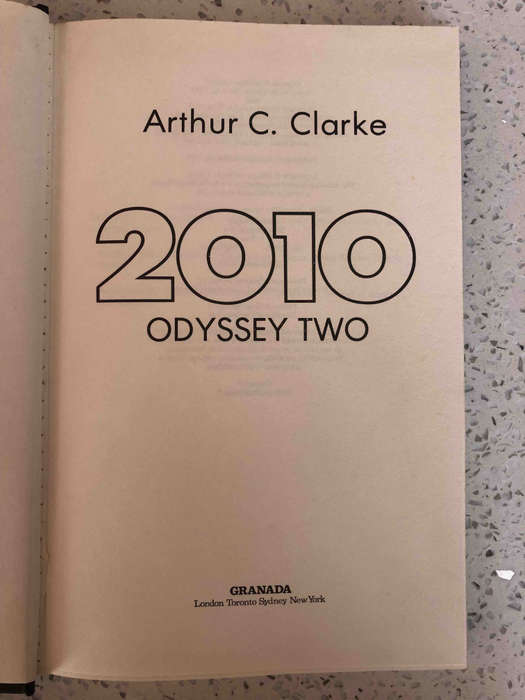 Arthur C. Clarke
2010
ODYSSEY TWO
GRANADA
London Toronto Sydney New York